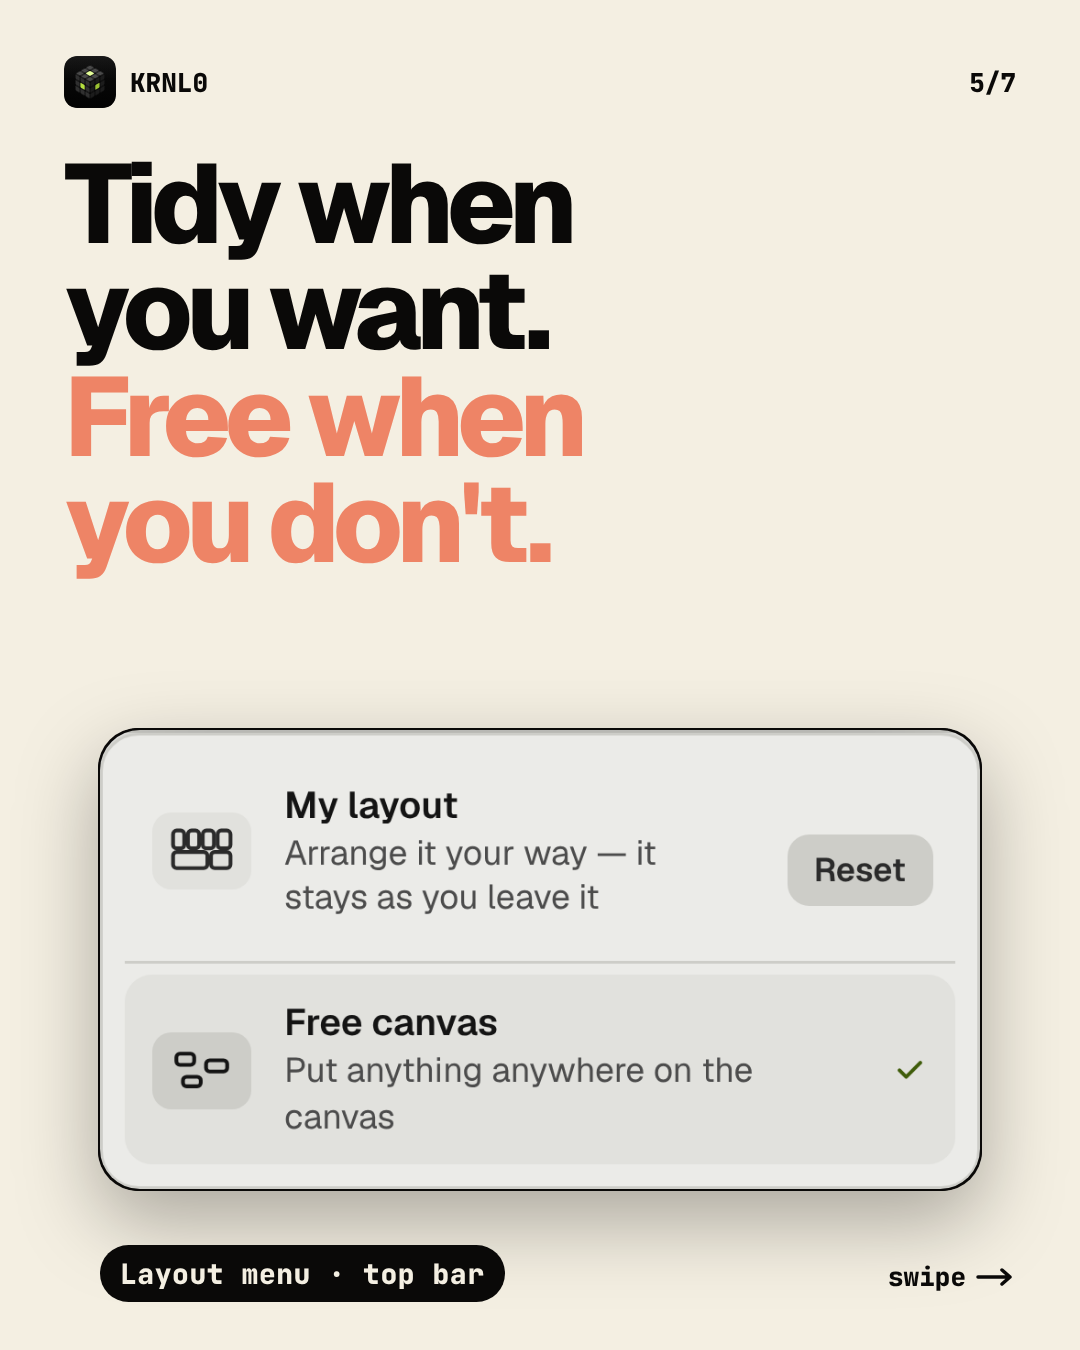 KRNL0
5/7
Tidy when
you want.
Free when
you don't.
My layout
Arrange it your way — it
stays as you leave it
Reset
Free canvas
Put anything anywhere on the
canvas
Layout menu · top bar
swipe →